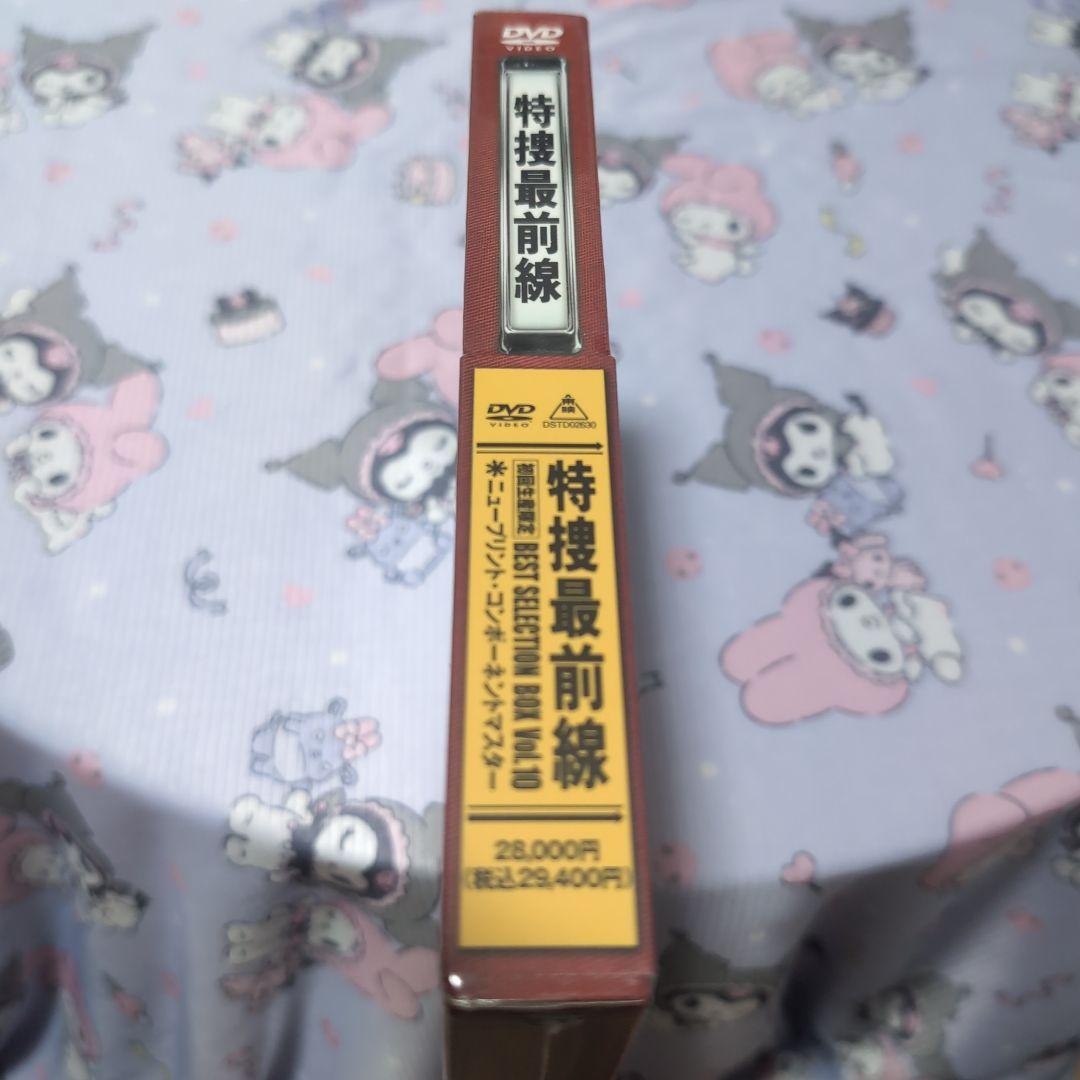 DVD
VIDEO
特捜最前線
DVD
VIDEO
東映
DSTD02630
特捜最前線
初回生産限定 BEST SELECTION BOX Vol.10
＊ニュープリント・コンポーネントマスター
28,000円
(税込29,400円)